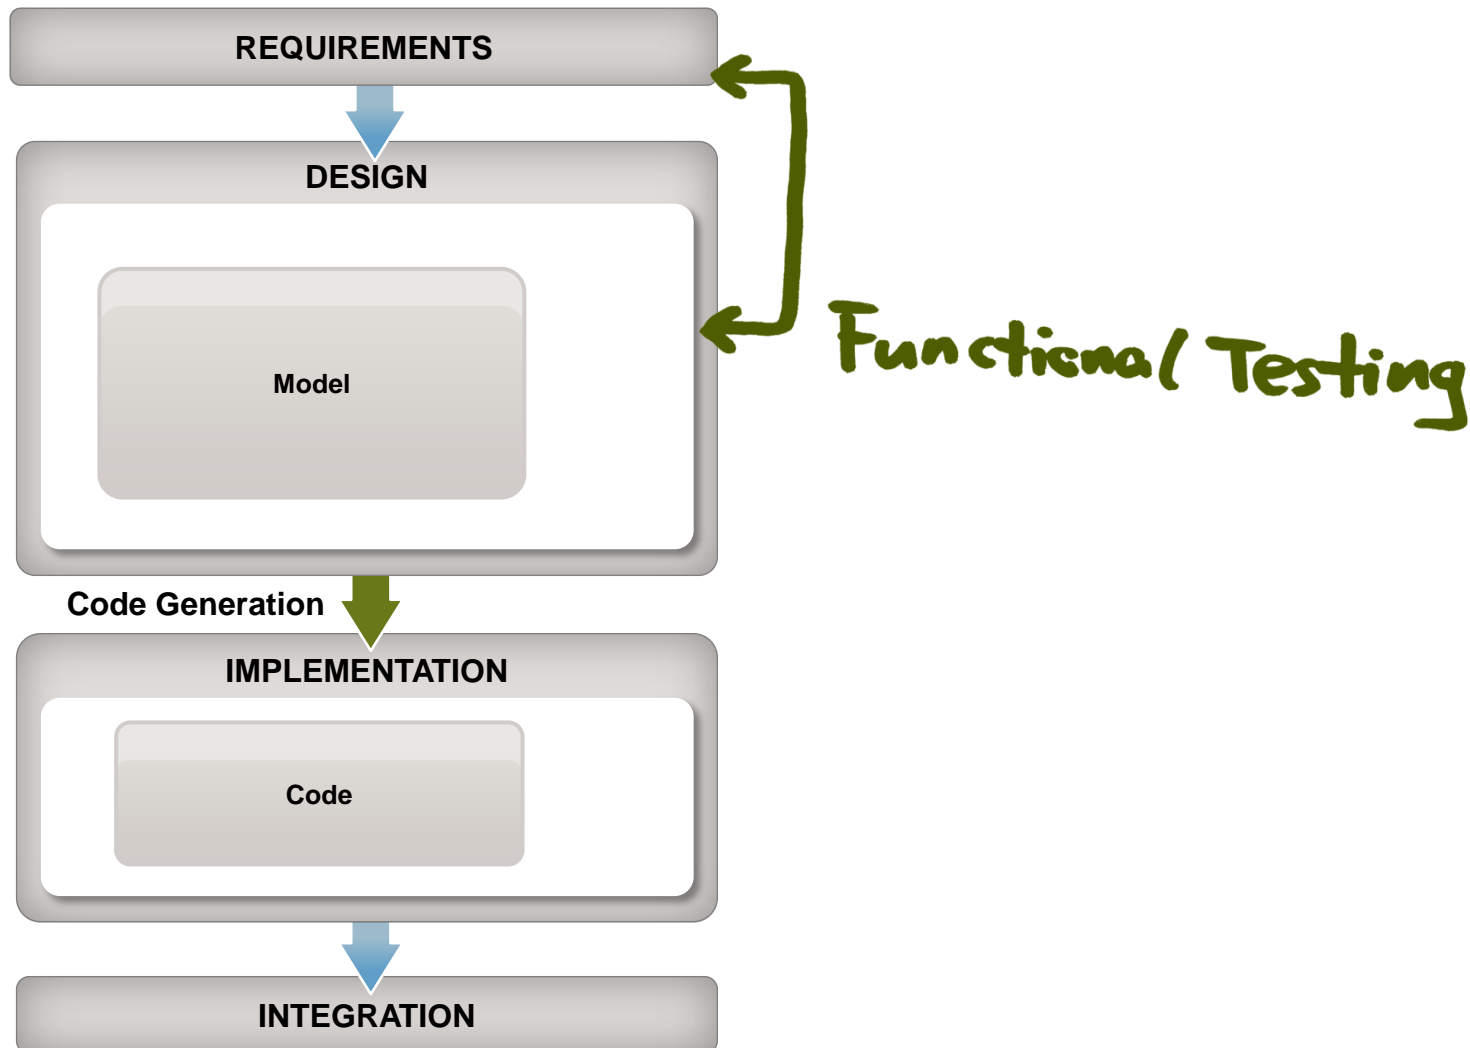 REQUIREMENTS
DESIGN
Model
Functional Testing
Code Generation
IMPLEMENTATION
Code
INTEGRATION